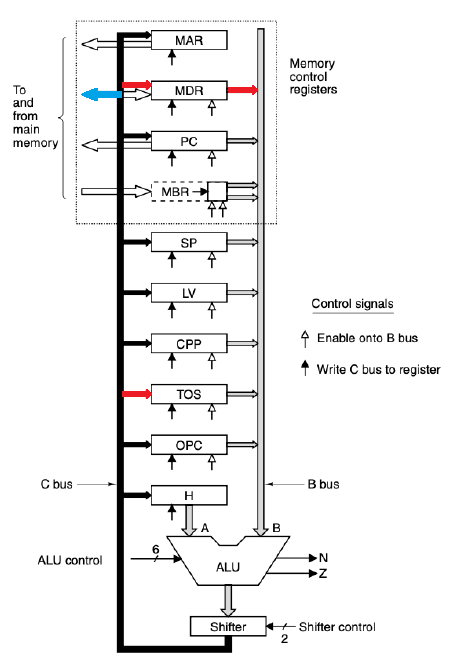 MAR
To
and
from
main
memory
MDR
PC
MBR
Memory
control
registers
SP
LV
CPP
TOS
OPC
H
Control signals
Enable onto B bus
Write C bus to register
C bus
B bus
A
B
ALU control
6
ALU
N
Z
Shifter
Shifter control
2